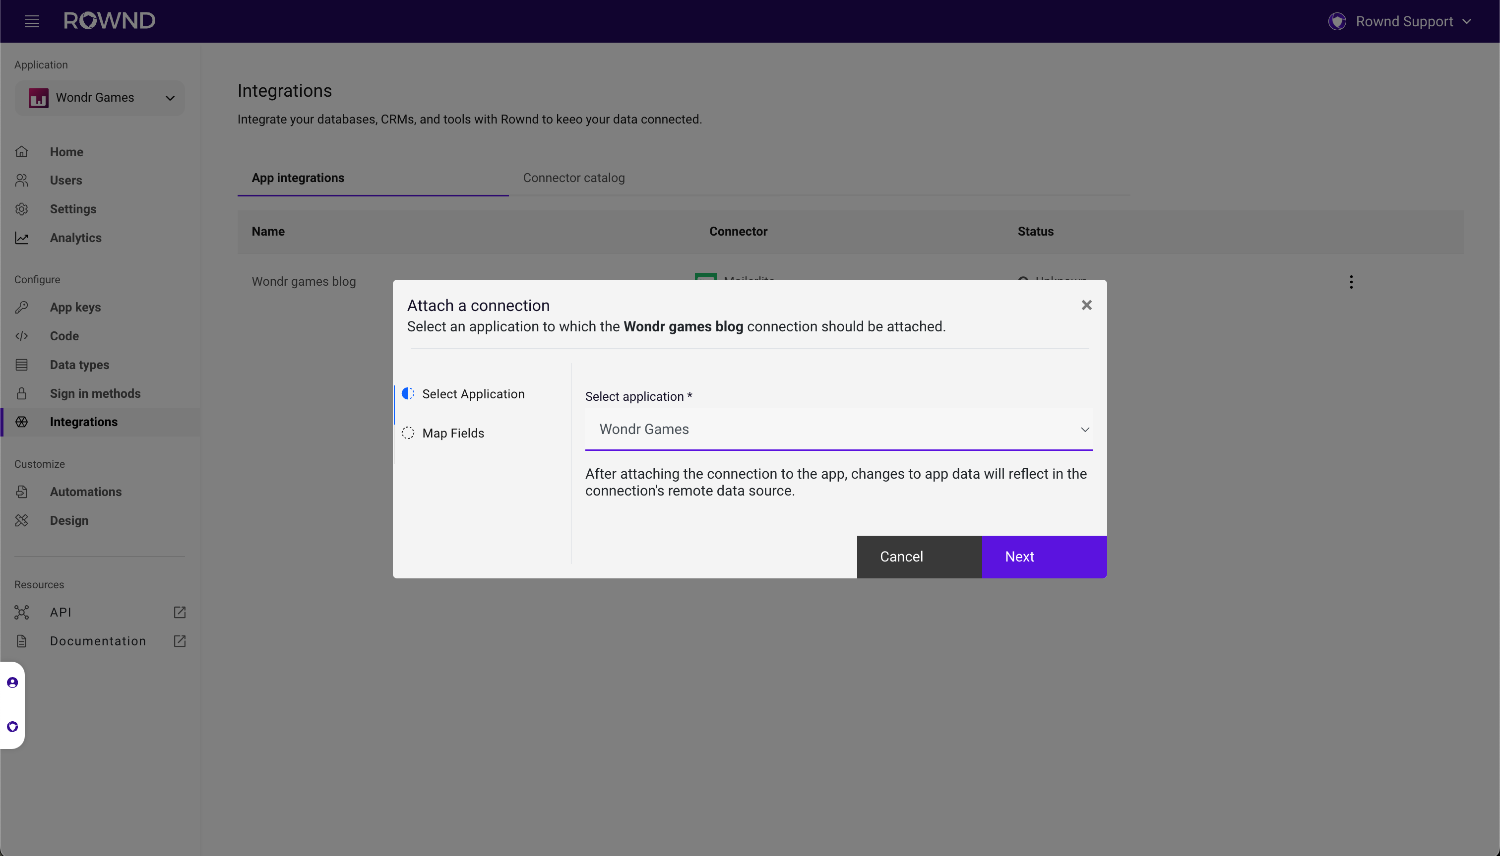 ROWND
Rownd Support
Application
Wondr Games
Home
Users
Settings
Analytics
Configure
App keys
Code
Data types
Sign in methods
Integrations
Customize
Automations
Design
Resources
API
Documentation
Integrations
Integrate your databases, CRMs, and tools with Rownd to keeo your data connected.
App integrations
Connector catalog
Name Connector Status
Wondr games blog Mailerlite Unknown
Attach a connection
Select an application to which the Wondr games blog connection should be attached.
Select Application
Map Fields
Select application *
Wondr Games
After attaching the connection to the app, changes to app data will reflect in the
connection's remote data source.
Cancel
Next